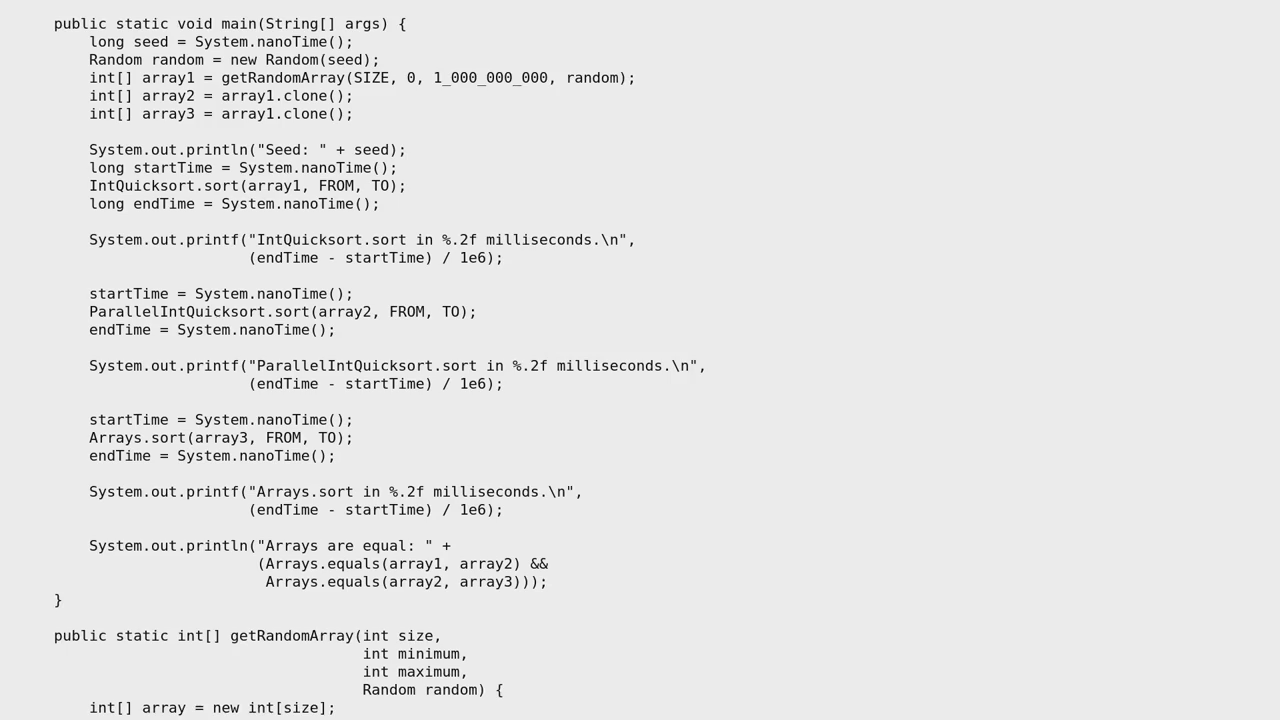 public static void main(String[] args) {
    long seed = System.nanoTime();
    Random random = new Random(seed);
    int[] array1 = getRandomArray(SIZE, 0, 1_000_000_000, random);
    int[] array2 = array1.clone();
    int[] array3 = array1.clone();

    System.out.println("Seed: " + seed);
    long startTime = System.nanoTime();
    IntQuicksort.sort(array1, FROM, TO);
    long endTime = System.nanoTime();

    System.out.printf("IntQuicksort.sort in %.2f milliseconds.\n",
                      (endTime - startTime) / 1e6);

    startTime = System.nanoTime();
    ParallelIntQuicksort.sort(array2, FROM, TO);
    endTime = System.nanoTime();

    System.out.printf("ParallelIntQuicksort.sort in %.2f milliseconds.\n",
                      (endTime - startTime) / 1e6);

    startTime = System.nanoTime();
    Arrays.sort(array3, FROM, TO);
    endTime = System.nanoTime();

    System.out.printf("Arrays.sort in %.2f milliseconds.\n",
                      (endTime - startTime) / 1e6);

    System.out.println("Arrays are equal: " +
                       (Arrays.equals(array1, array2) &&
                        Arrays.equals(array2, array3)));
}

public static int[] getRandomArray(int size,
                                   int minimum,
                                   int maximum,
                                   Random random) {
    int[] array = new int[size];